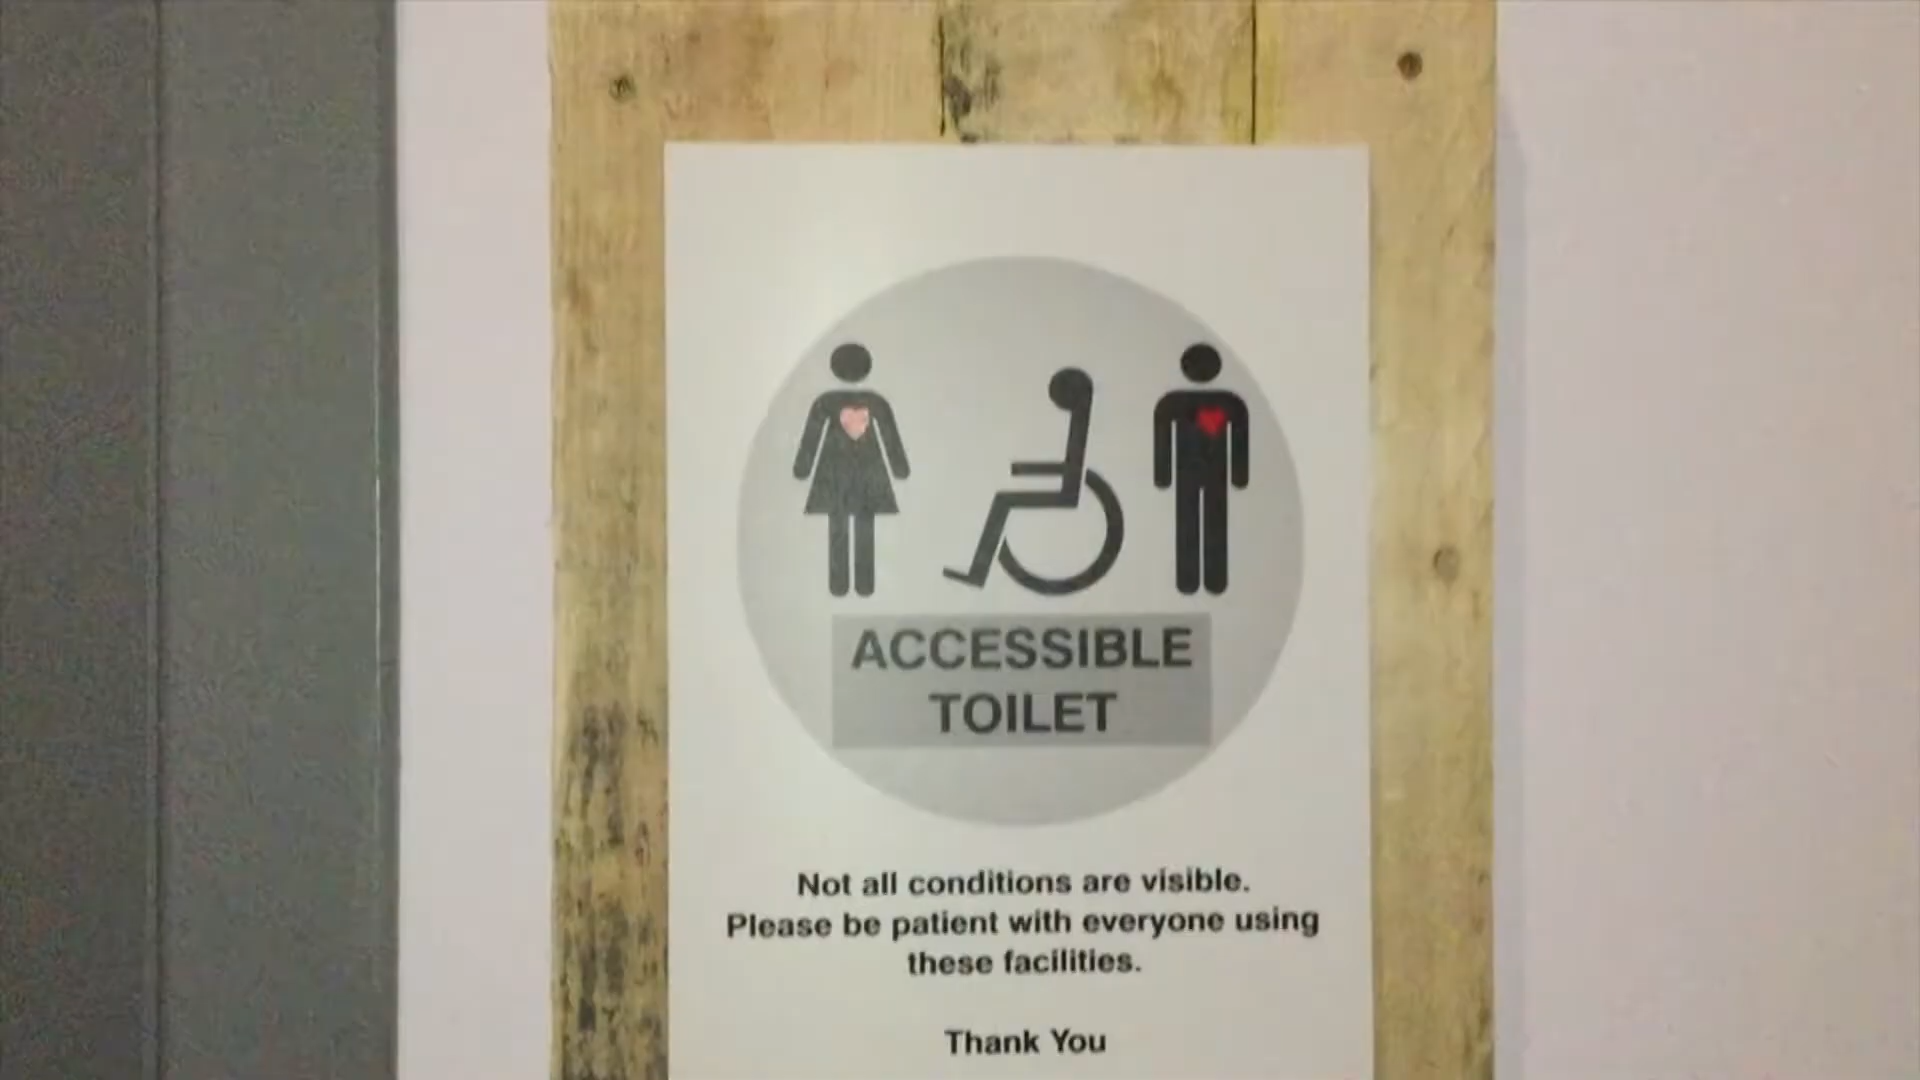 ACCESSIBLE
TOILET
Not all conditions are visible.
Please be patient with everyone using
these facilities.
Thank You